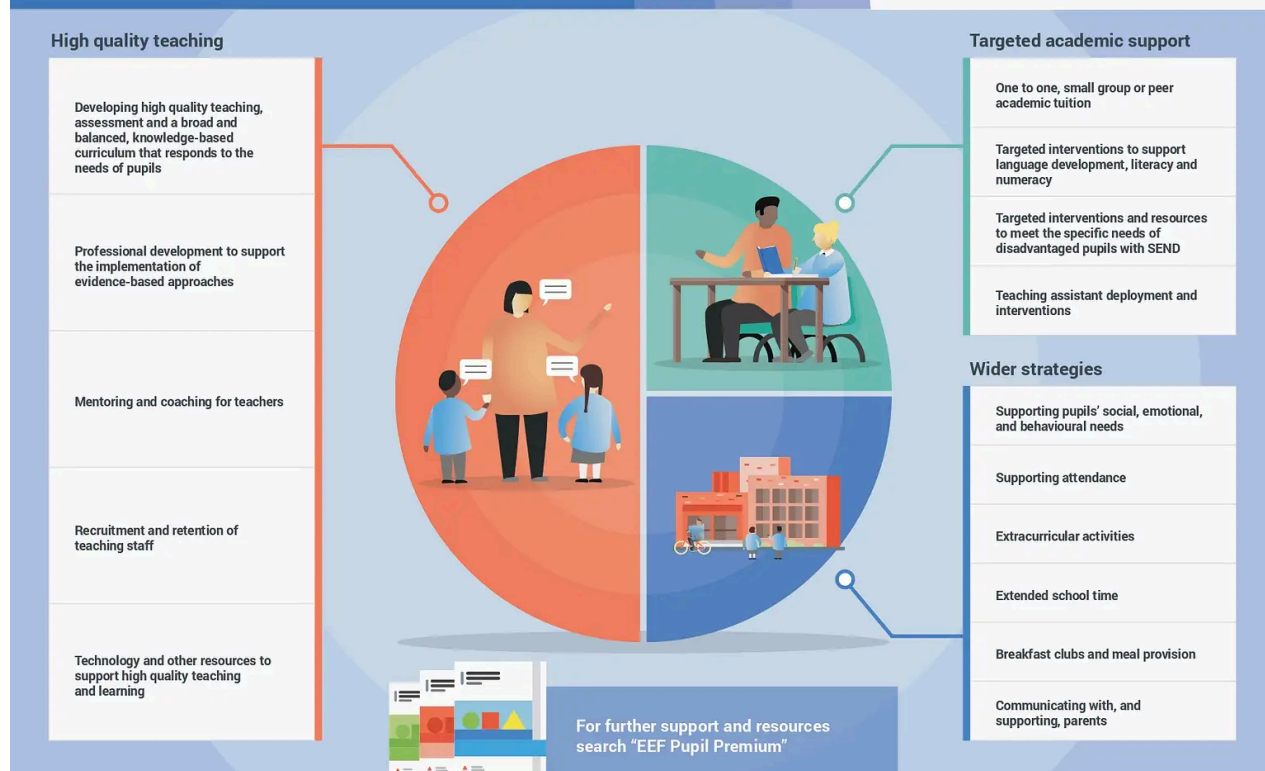 High quality teaching
Developing high quality teaching,
assessment and a broad and
balanced, knowledge-based
curriculum that responds to the
needs of pupils
Professional development to support
the implementation of
evidence-based approaches
Mentoring and coaching for teachers
Recruitment and retention of
teaching staff
Technology and other resources to
support high quality teaching
and learning
Targeted academic support
One to one, small group or peer
academic tuition
Targeted interventions to support
language development, literacy and
numeracy
Targeted interventions and resources
to meet the specific needs of
disadvantaged pupils with SEND
Teaching assistant deployment and
interventions
Wider strategies
Supporting pupils’ social, emotional,
and behavioural needs
Supporting attendance
Extracurricular activities
Extended school time
Breakfast clubs and meal provision
Communicating with, and
supporting, parents
For further support and resources
search “EEF Pupil Premium”